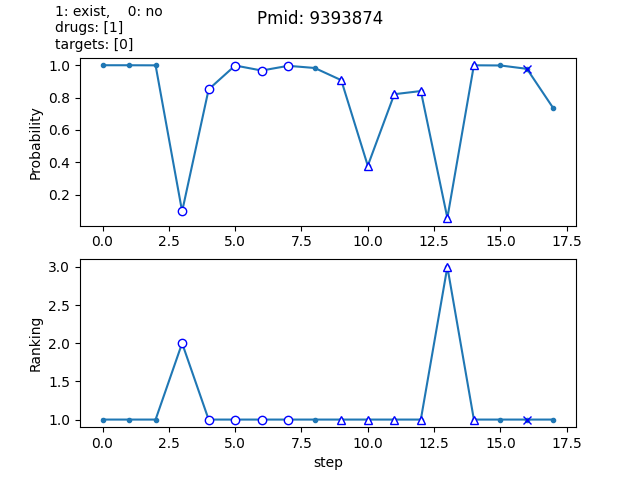 1: exist,    0: no
drugs: [1]
targets: [0]
Pmid: 9393874
1.0
0.8
0.6
0.4
0.2
Probability
0.0 2.5 5.0 7.5 10.0 12.5 15.0 17.5
3.0
2.5
2.0
1.5
1.0
Ranking
0.0 2.5 5.0 7.5 10.0 12.5 15.0 17.5
step